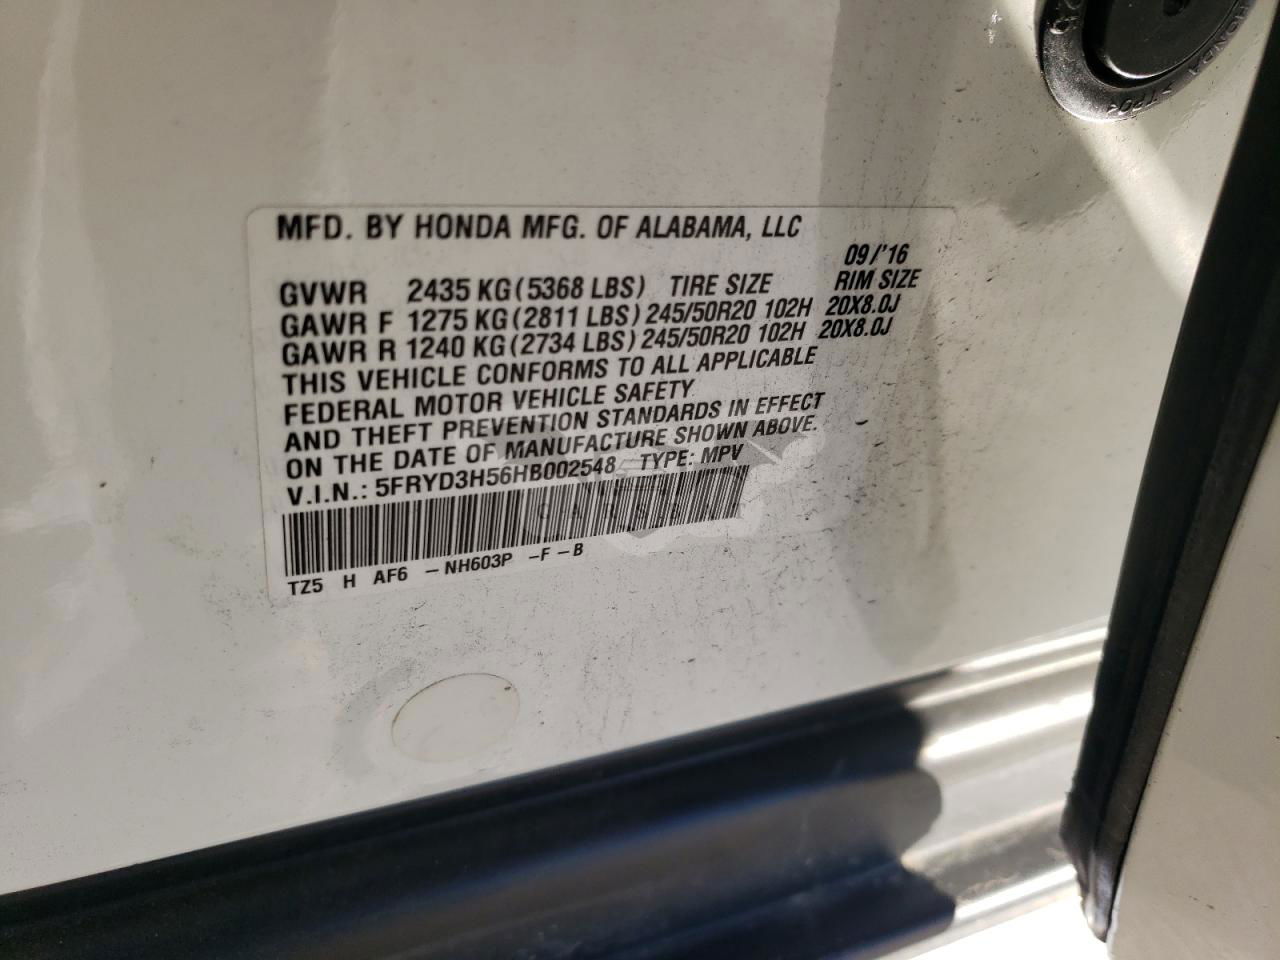 HONDA >TPO4
MFD. BY HONDA MFG. OF ALABAMA, LLC
09/'16
GVWR 2435 KG(5368 LBS) TIRE SIZE RIM SIZE
GAWR F 1275 KG(2811 LBS) 245/50R20 102H 20X8.0J
GAWR R 1240 KG(2734 LBS) 245/50R20 102H 20X8.0J
THIS VEHICLE CONFORMS TO ALL APPLICABLE
FEDERAL MOTOR VEHICLE SAFETY
AND THEFT PREVENTION STANDARDS IN EFFECT
ON THE DATE OF MANUFACTURE SHOWN ABOVE.
V.I.N.: 5FRYD3H56HB002548 TYPE: MPV
TZ5 H AF6 -NH603P -F-B